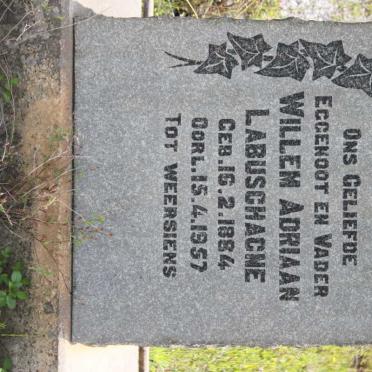 ONS GELIEFDE
EGGENOOT EN VADER
WILLEM ADRIAAN
LABUSCHAGNE
GEB.16.2.1884
OORL.15.4.1957
TOT WEERSIENS